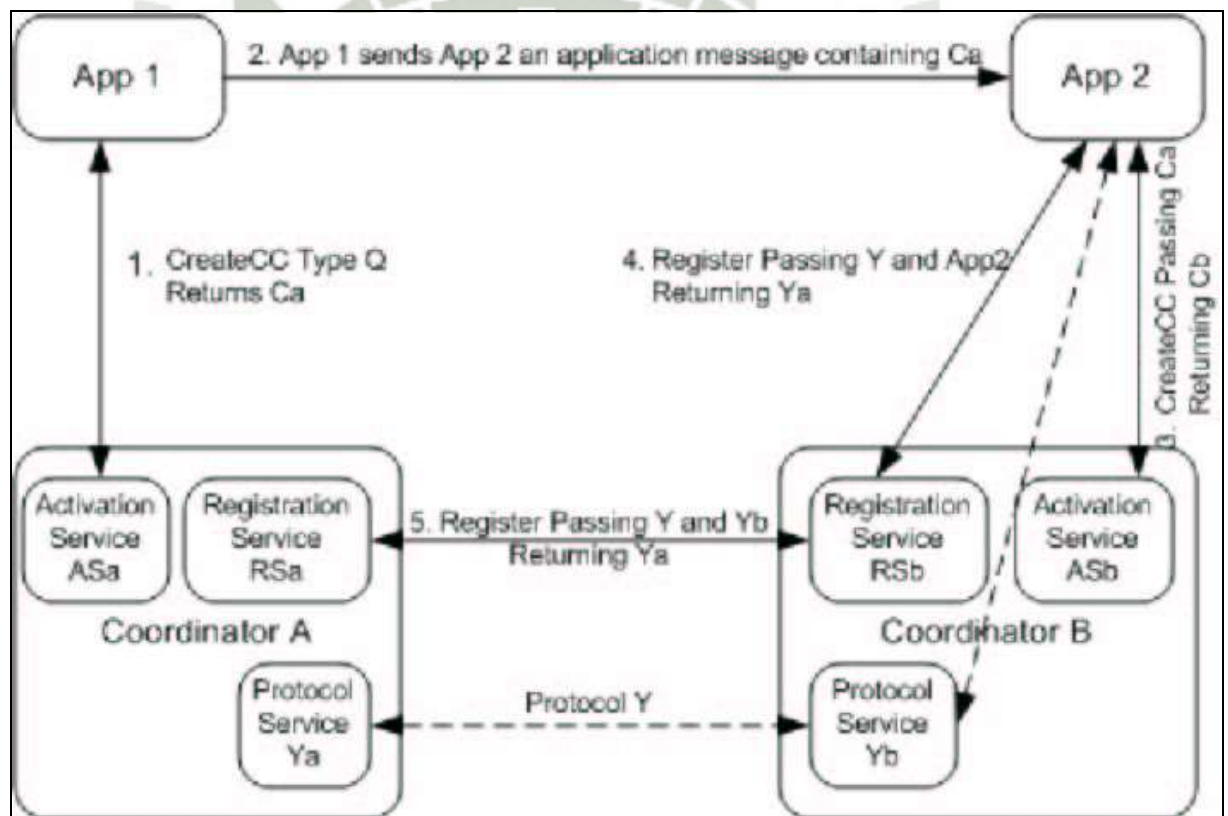 App 1
2. App 1 sends App 2 an application message containing Ca
App 2
1. CreateCC Type Q
Returns Ca
4. Register Passing Y and App2
Returning Ya
3. CreateCC Passing Ca
Returning Cb
Activation
Service
ASa
Registration
Service
RSa
5. Register Passing Y and Yb
Returning Ya
Registration
Service
RSb
Activation
Service
ASb
Coordinator A
Coordinator B
Protocol
Service
Ya
Protocol Y
Protocol
Service
Yb